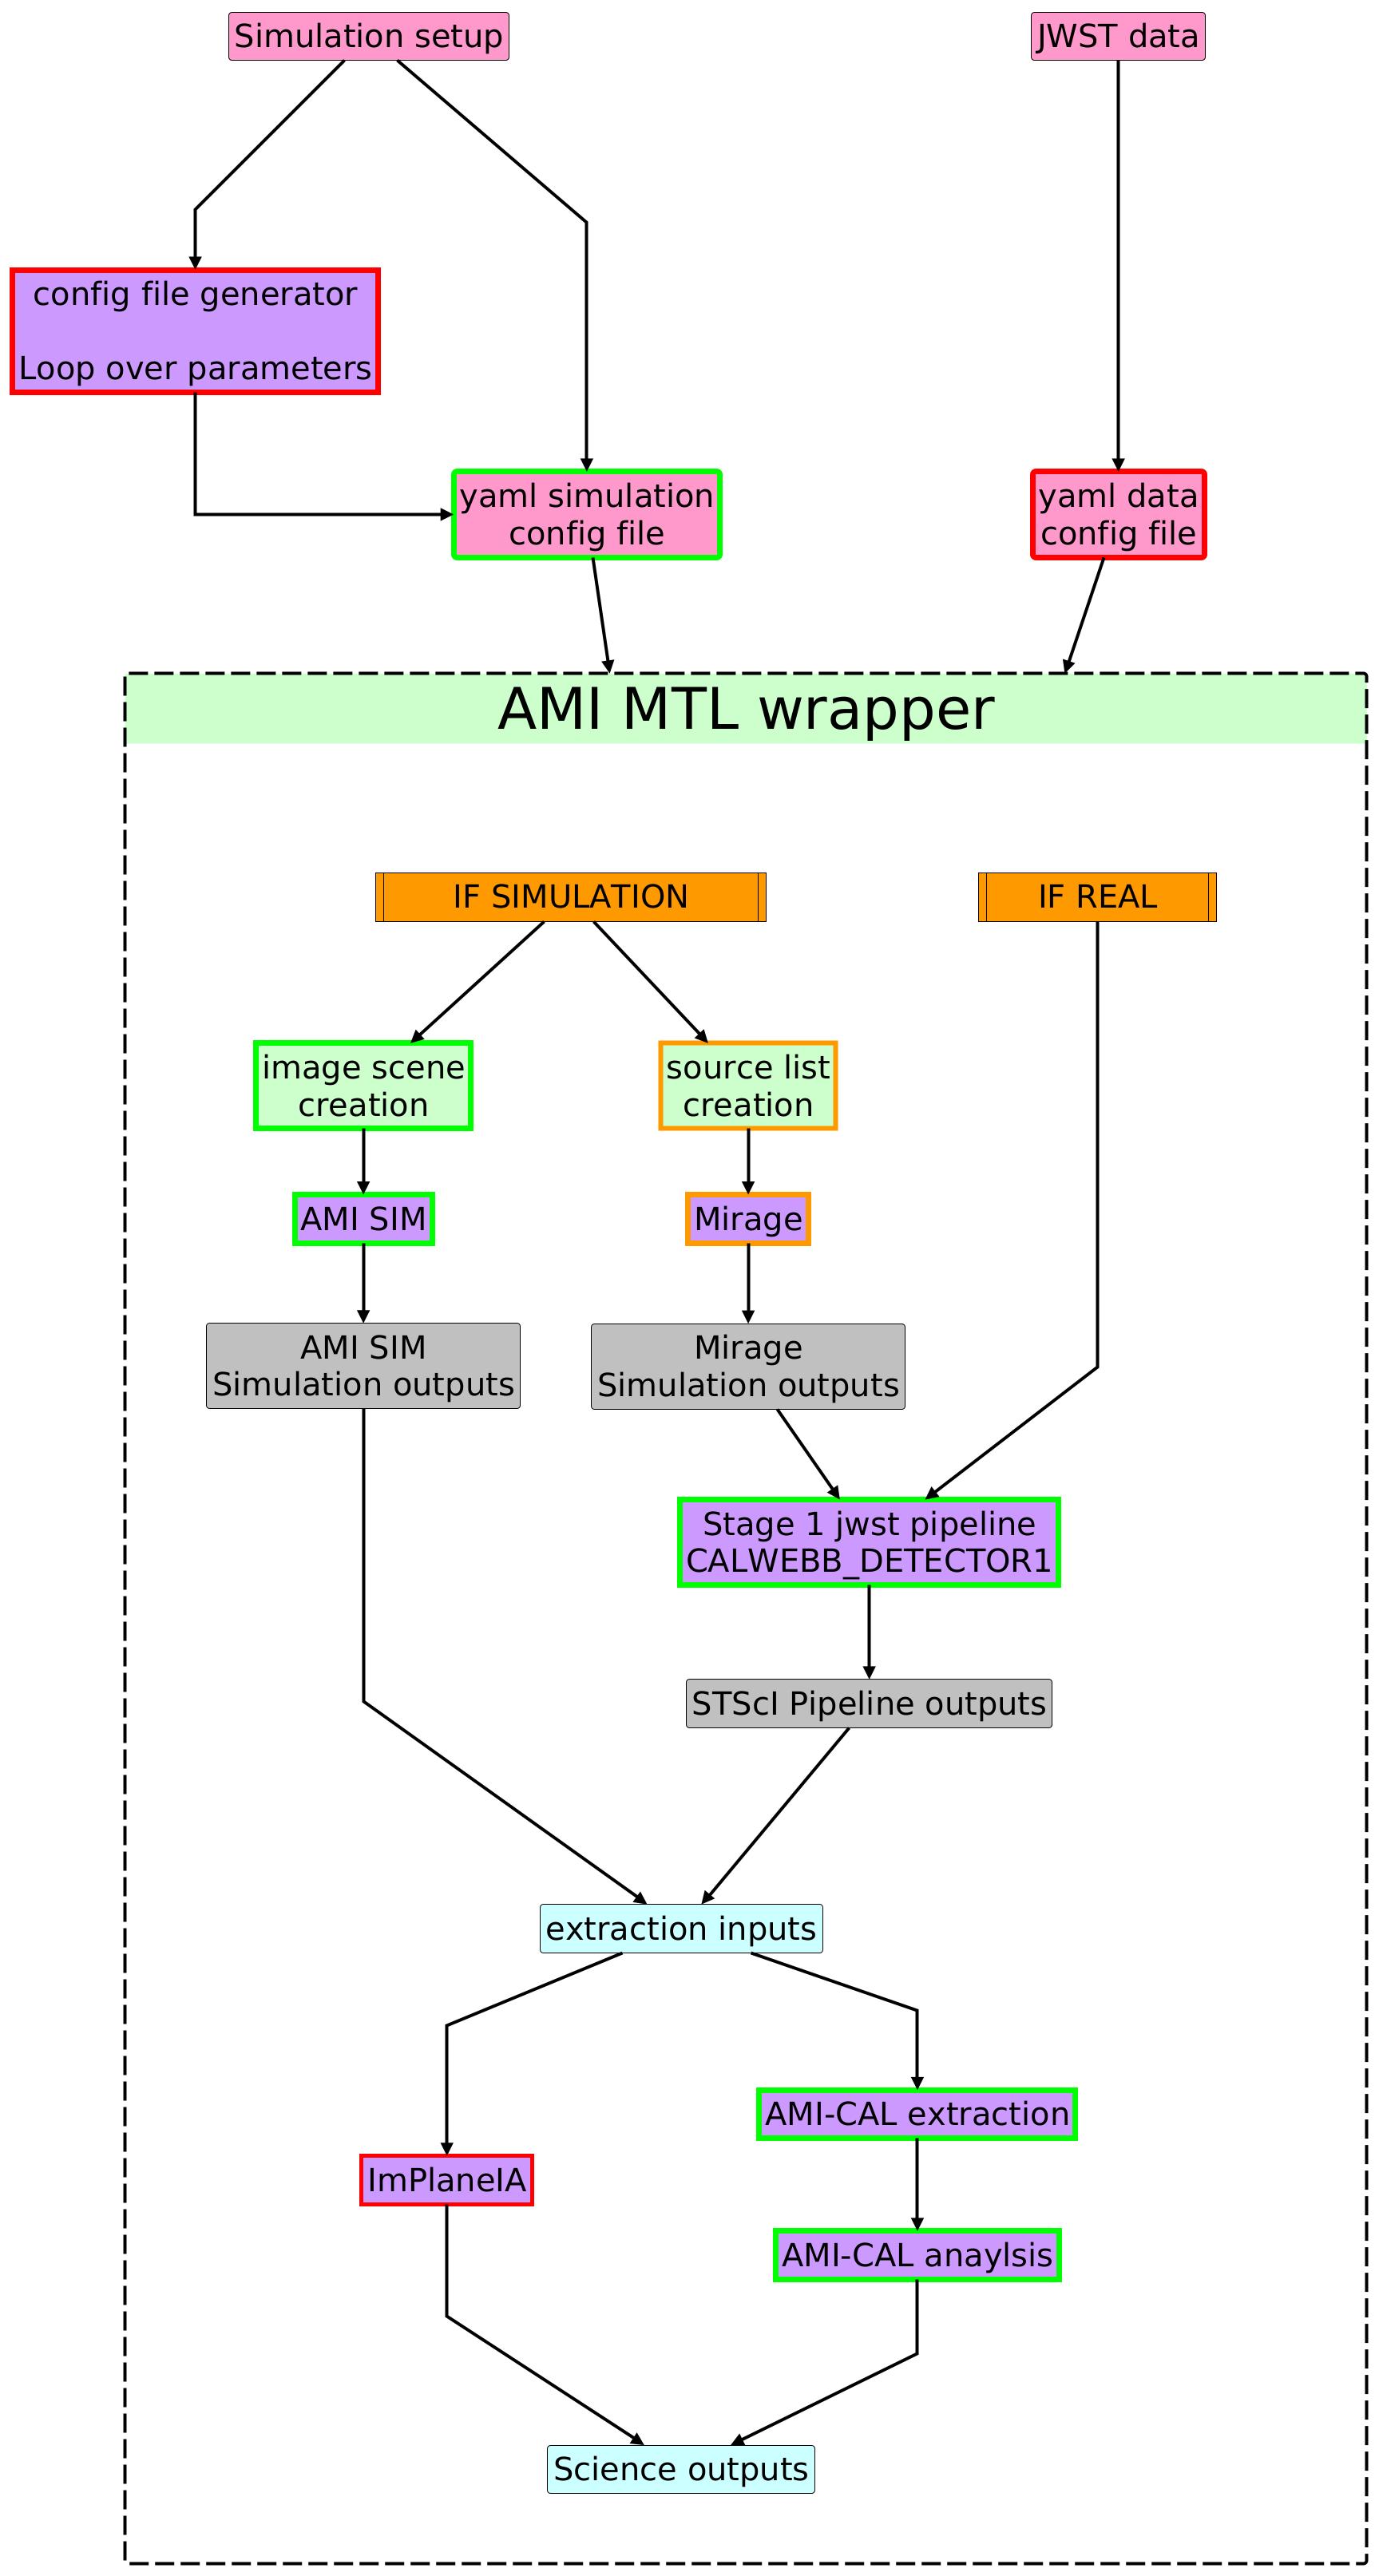 Simulation setup
JWST data
config file generator
Loop over parameters
yaml simulation
config file
yaml data
config file
AMI MTL wrapper
IF SIMULATION
IF REAL
image scene
creation
source list
creation
AMI SIM
Mirage
AMI SIM
Simulation outputs
Mirage
Simulation outputs
Stage 1 jwst pipeline
CALWEBB_DETECTOR1
STScI Pipeline outputs
extraction inputs
AMI-CAL extraction
ImPlaneIA
AMI-CAL anaylsis
Science outputs